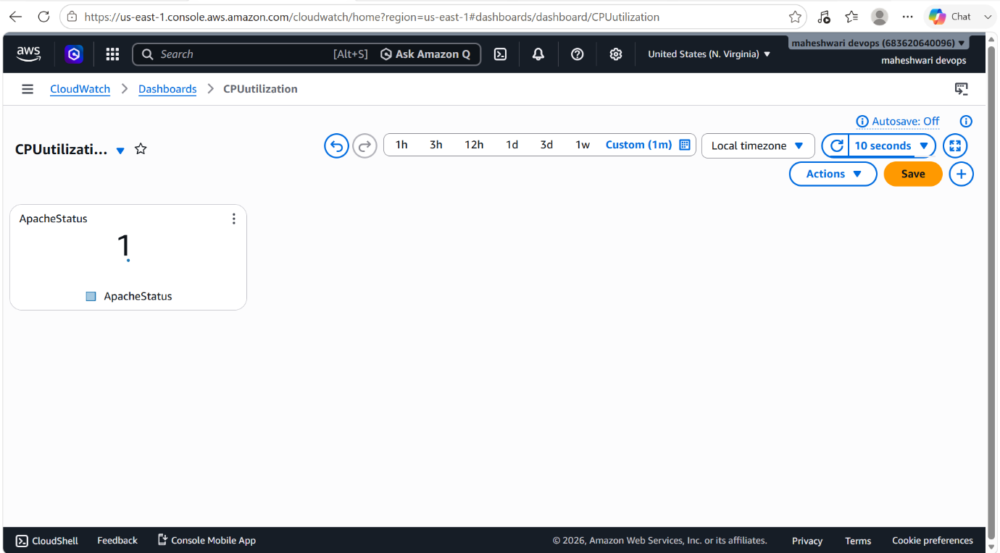 https://us-east-1.console.aws.amazon.com/cloudwatch/home?region=us-east-1#dashboards/dashboard/CPUutilization
Chat
aws
Search [Alt+S] Ask Amazon Q
United States (N. Virginia)
maheshwari devops (683620640096)
maheshwari devops
CloudWatch > Dashboards > CPUutilization
Autosave: Off
CPUutilizati...
1h 3h 12h 1d 3d 1w Custom (1m)
Local timezone
10 seconds
Actions
Save
ApacheStatus
1
ApacheStatus
CloudShell Feedback Console Mobile App © 2026, Amazon Web Services, Inc. or its affiliates. Privacy Terms Cookie preferences